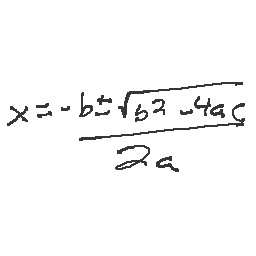 x = -b ± √b² - 4ac
2a